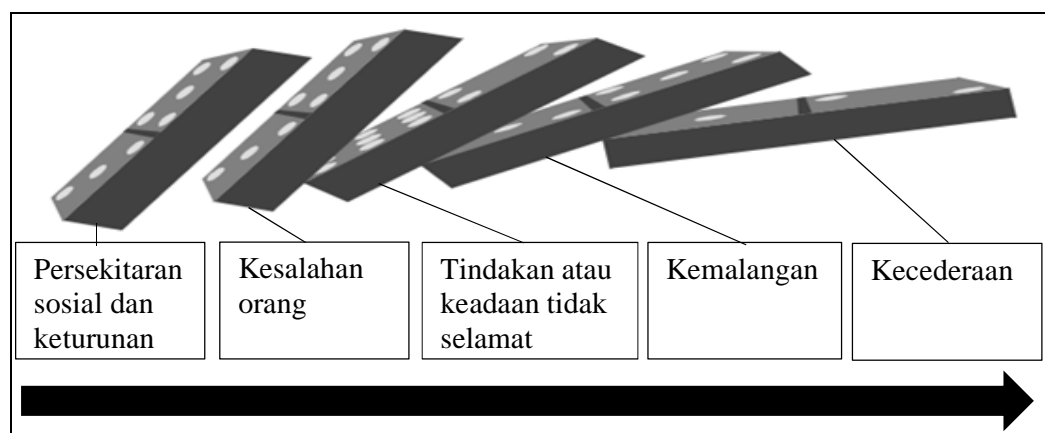 Persekitaran
sosial dan
keturunan
Kesalahan
orang
Tindakan atau
keadaan tidak
selamat
Kemalangan
Kecederaan